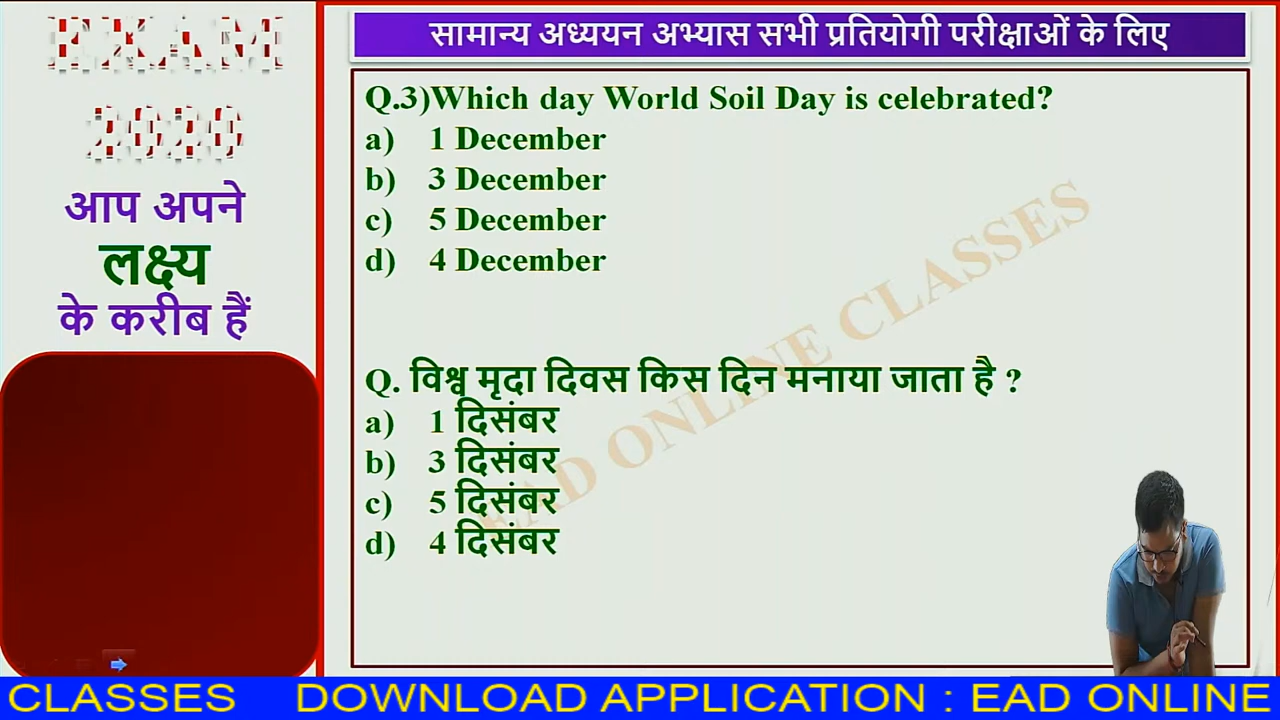 EXAM
2020
आप अपने
लक्ष्य
के करीब हैं
सामान्य अध्ययन अभ्यास सभी प्रतियोगी परीक्षाओं के लिए
Q.3)Which day World Soil Day is celebrated?
a) 1 December
b) 3 December
c) 5 December
d) 4 December
Q. विश्व मृदा दिवस किस दिन मनाया जाता है ?
a) 1 दिसंबर
b) 3 दिसंबर
c) 5 दिसंबर
d) 4 दिसंबर
EAD ONLINE CLASSES
CLASSES DOWNLOAD APPLICATION : EAD ONLINE